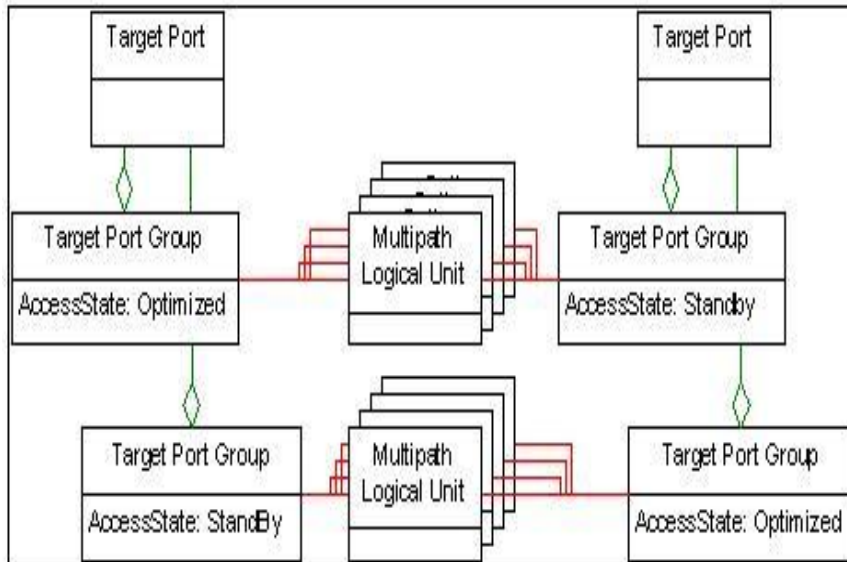 Target Port
Target Port
Target Port Group
Multipath
Logical Unit
Target Port Group
AccessState: Optimized
AccessState: Standby
Target Port Group
Multipath
Logical Unit
Target Port Group
AccessState: StandBy
AccessState: Optimized